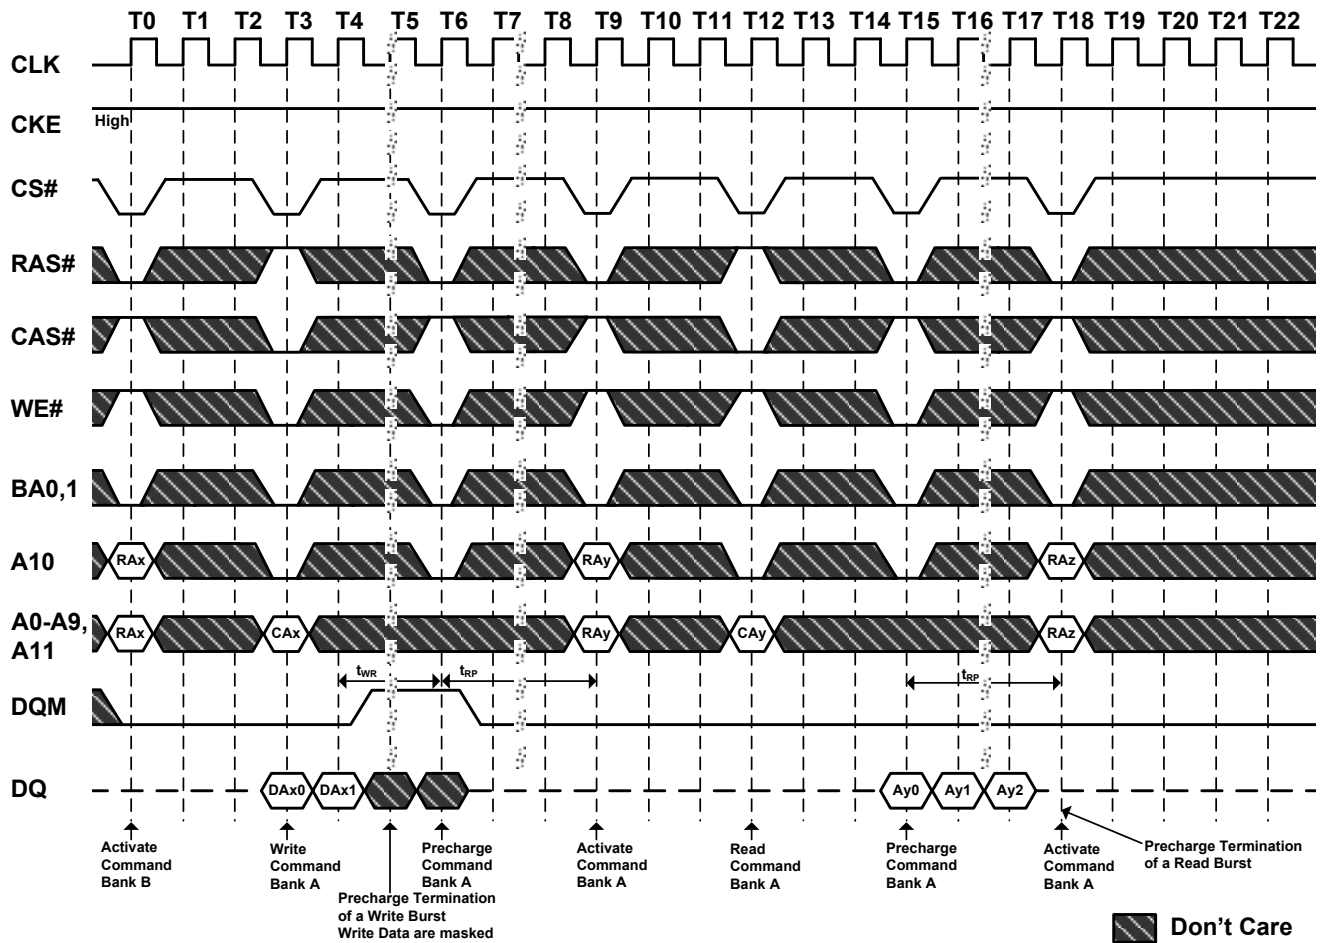 T0 T1 T2 T3 T4 T5 T6 T7 T8 T9 T10 T11 T12 T13 T14 T15 T16 T17 T18 T19 T20 T21 T22
CLK
CKE
High
CS#
RAS#
CAS#
WE#
BA0,1
A10
RAx RAy RAz
A0-A9,
A11
RAx CAx RAy CAy RAz
tWR tRP tRP
DQM
DQ
DAx0 DAx1 Ay0 Ay1 Ay2
Activate
Command
Bank B
Write
Command
Bank A
Precharge Termination
of a Write Burst
Write Data are masked
Precharge
Command
Bank A
Activate
Command
Bank A
Read
Command
Bank A
Precharge
Command
Bank A
Activate
Command
Bank A
Precharge Termination
of a Read Burst
Don't Care